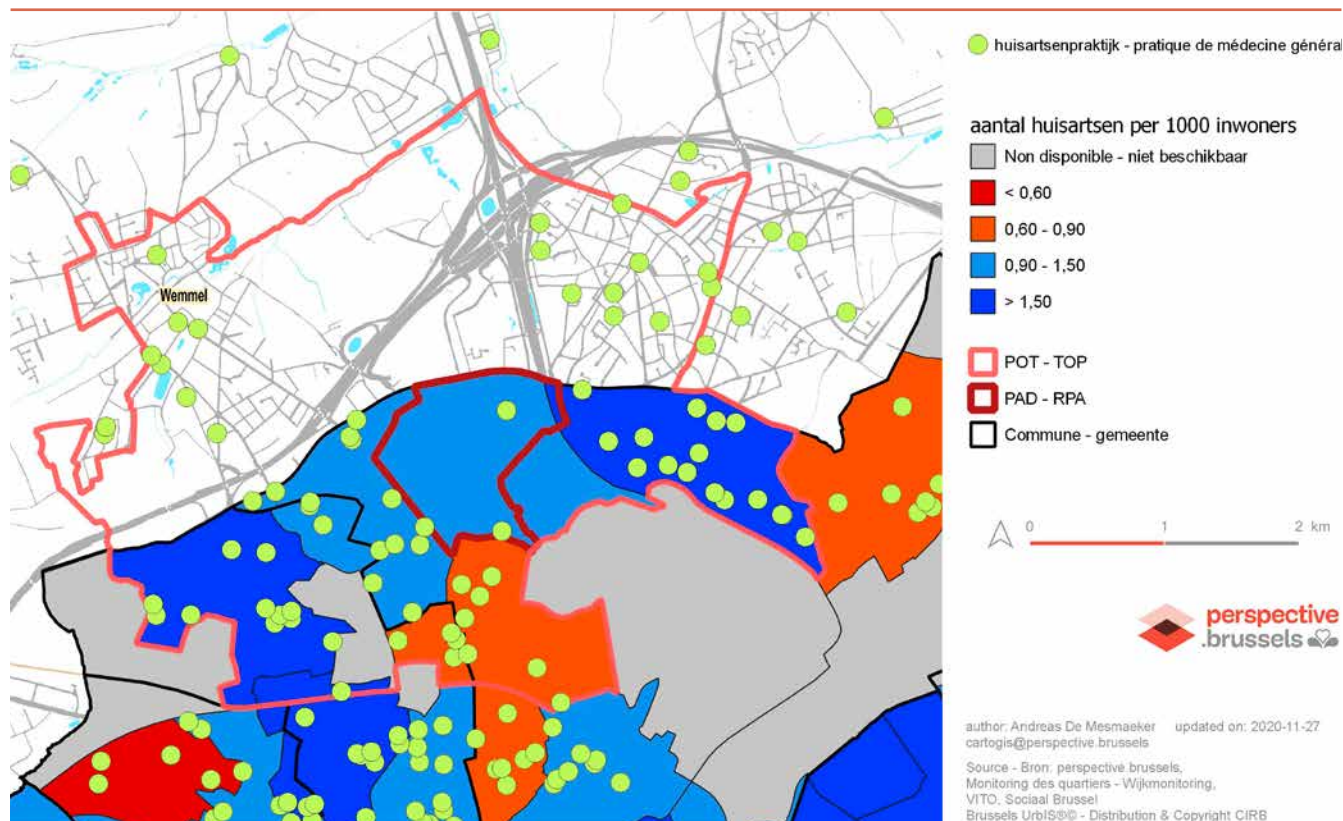 huisartsenpraktijk - pratique de médecine général
aantal huisartsen per 1000 inwoners
Non disponible - niet beschikbaar
< 0,60
0,60 - 0,90
0,90 - 1,50
> 1,50
POT - TOP
PAD - RPA
Commune - gemeente
0 1 2 km
Wemmel
perspective
.brussels
author: Andreas De Mesmaeker updated on: 2020-11-27
cartogis@perspective.brussels
Source - Bron: perspective.brussels,
Monitoring des quartiers - Wijkmonitoring,
VITO, Sociaal Brussel
Brussels UrbIS®© - Distribution & Copyright CIRB